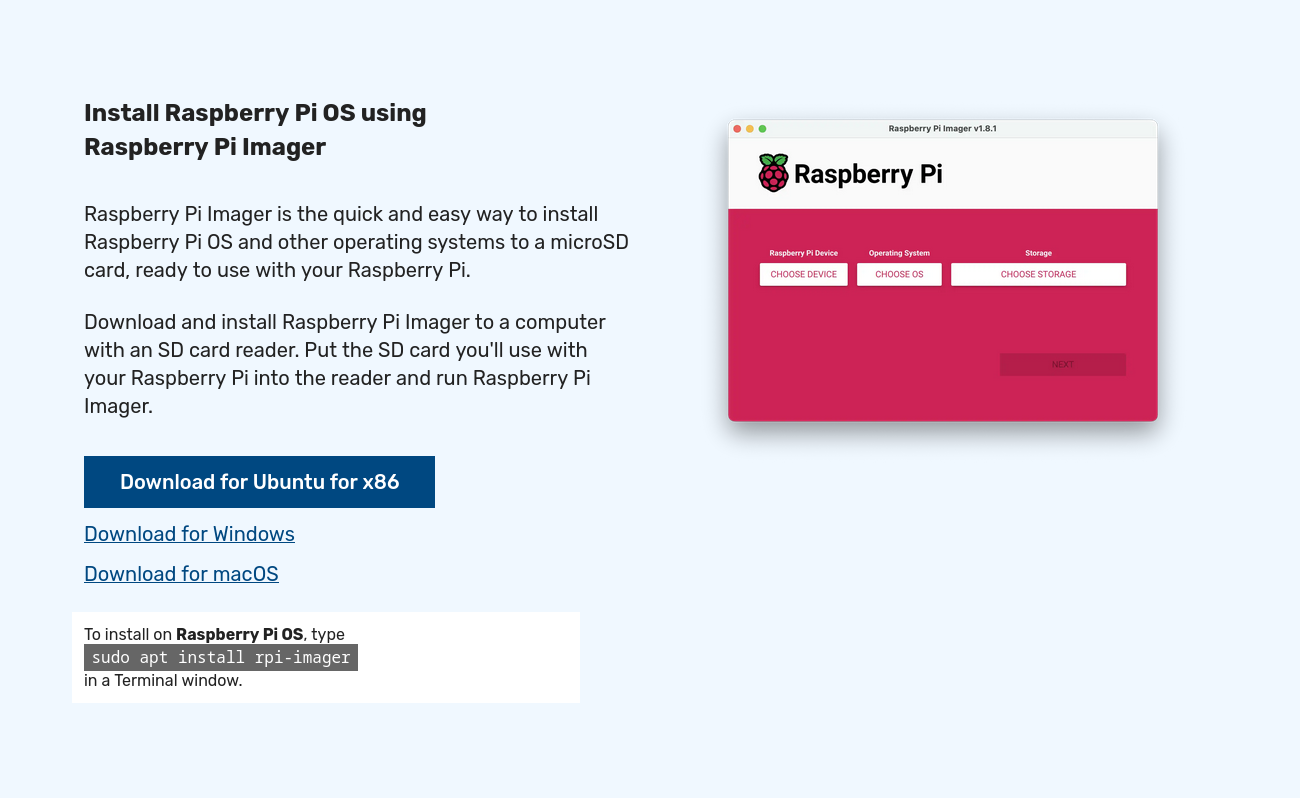 Install Raspberry Pi OS using
Raspberry Pi Imager
Raspberry Pi Imager is the quick and easy way to install
Raspberry Pi OS and other operating systems to a microSD
card, ready to use with your Raspberry Pi.
Download and install Raspberry Pi Imager to a computer
with an SD card reader. Put the SD card you'll use with
your Raspberry Pi into the reader and run Raspberry Pi
Imager.
Download for Ubuntu for x86
Download for Windows
Download for macOS
To install on Raspberry Pi OS, type
sudo apt install rpi-imager
in a Terminal window.
Raspberry Pi Imager v1.8.1
Raspberry Pi
Raspberry Pi Device Operating System Storage
CHOOSE DEVICE CHOOSE OS CHOOSE STORAGE
NEXT